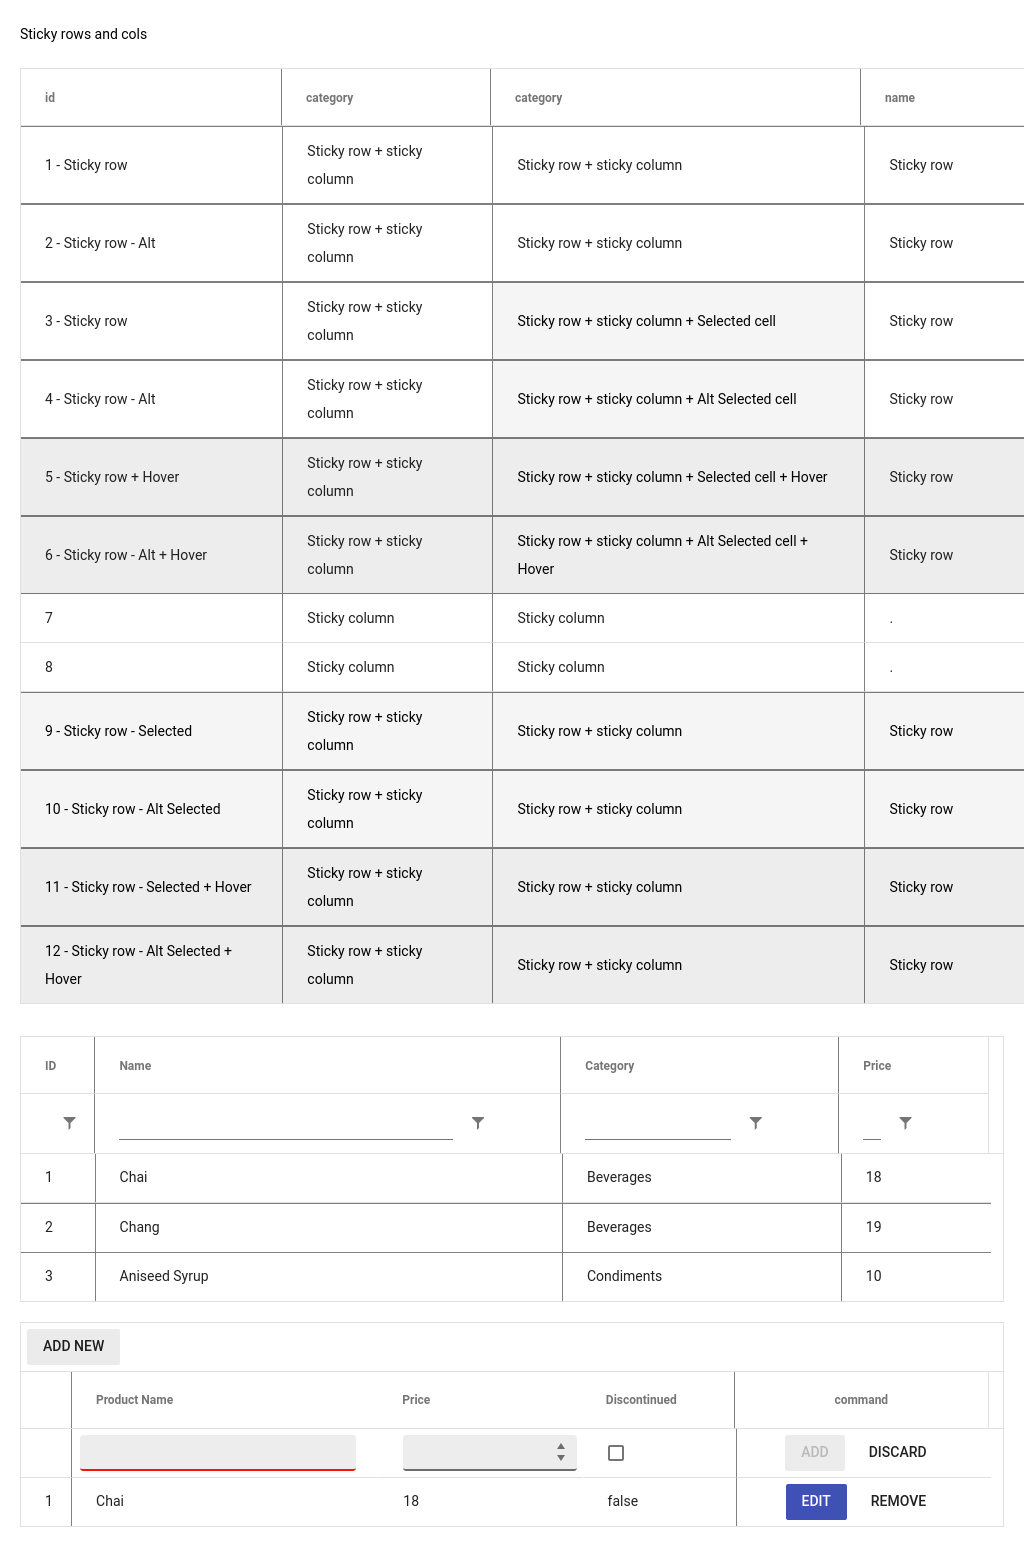 Sticky rows and cols
id category category name
1 - Sticky row Sticky row + sticky column Sticky row + sticky column Sticky row
2 - Sticky row - Alt Sticky row + sticky column Sticky row + sticky column Sticky row
3 - Sticky row Sticky row + sticky column Sticky row + sticky column + Selected cell Sticky row
4 - Sticky row - Alt Sticky row + sticky column Sticky row + sticky column + Alt Selected cell Sticky row
5 - Sticky row + Hover Sticky row + sticky column Sticky row + sticky column + Selected cell + Hover Sticky row
6 - Sticky row - Alt + Hover Sticky row + sticky column Sticky row + sticky column + Alt Selected cell + Hover Sticky row
7 Sticky column Sticky column .
8 Sticky column Sticky column .
9 - Sticky row - Selected Sticky row + sticky column Sticky row + sticky column Sticky row
10 - Sticky row - Alt Selected Sticky row + sticky column Sticky row + sticky column Sticky row
11 - Sticky row - Selected + Hover Sticky row + sticky column Sticky row + sticky column Sticky row
12 - Sticky row - Alt Selected + Hover Sticky row + sticky column Sticky row + sticky column Sticky row
ID Name Category Price
1 Chai Beverages 18
2 Chang Beverages 19
3 Aniseed Syrup Condiments 10
ADD NEW
Product Name Price Discontinued command
ADD DISCARD
1 Chai 18 false EDIT REMOVE